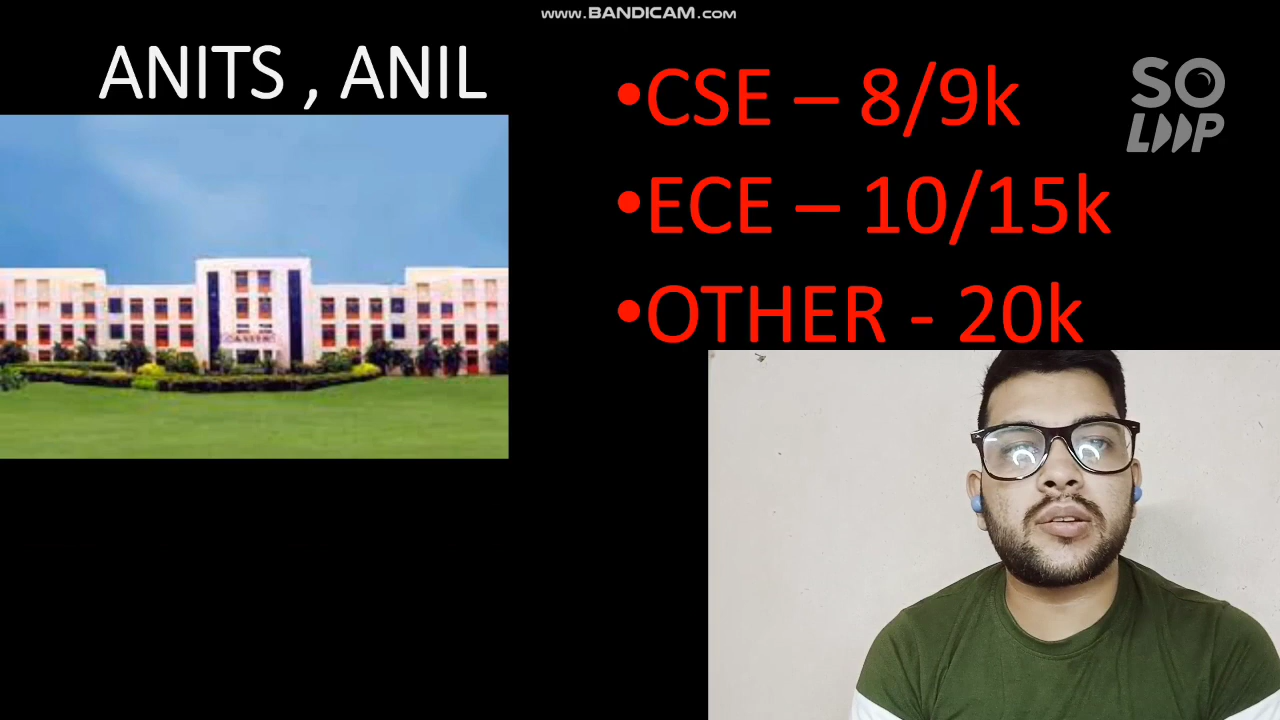 www.BANDICAM.com
ANITS , ANIL
•CSE – 8/9k
•ECE – 10/15k
•OTHER - 20k
SO
LOOP